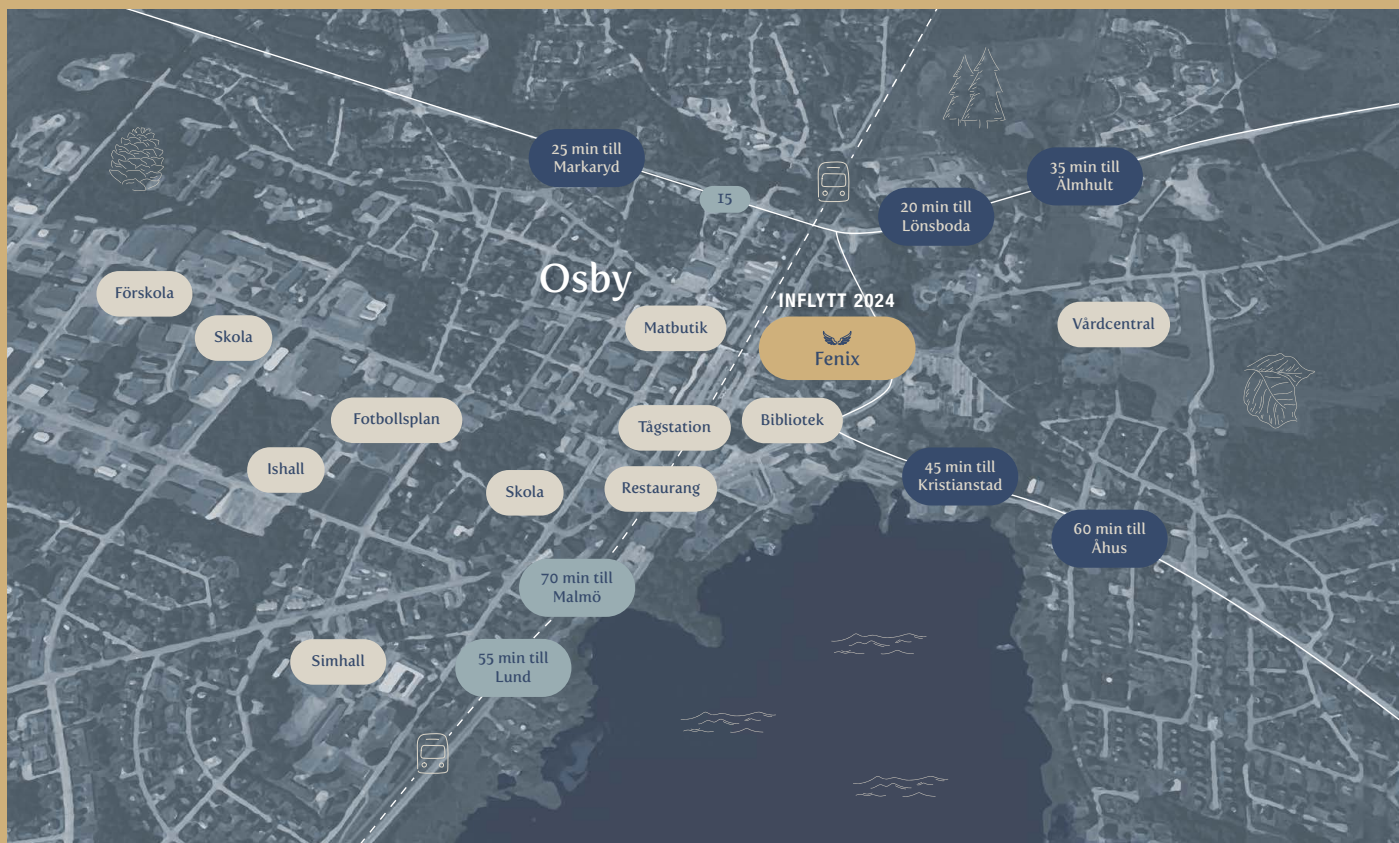 25 min till
Markaryd
35 min till
Älmhult
15
20 min till
Lönsboda
Osby
Förskola
INFLYTT 2024
Skola
Matbutik
Vårdcentral
Fenix
Fotbollsplan
Tågstation
Bibliotek
Ishall
Skola
Restaurang
45 min till
Kristianstad
60 min till
Åhus
70 min till
Malmö
Simhall
55 min till
Lund